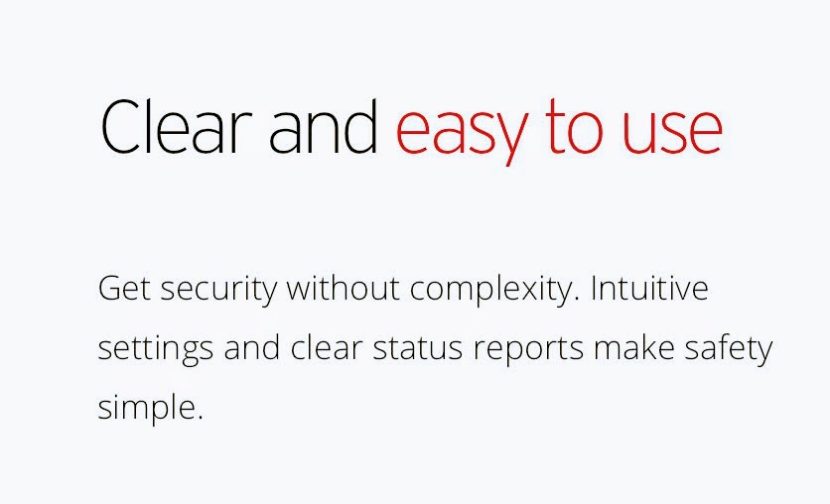 Clear and easy to use
Get security without complexity. Intuitive
settings and clear status reports make safety
simple.